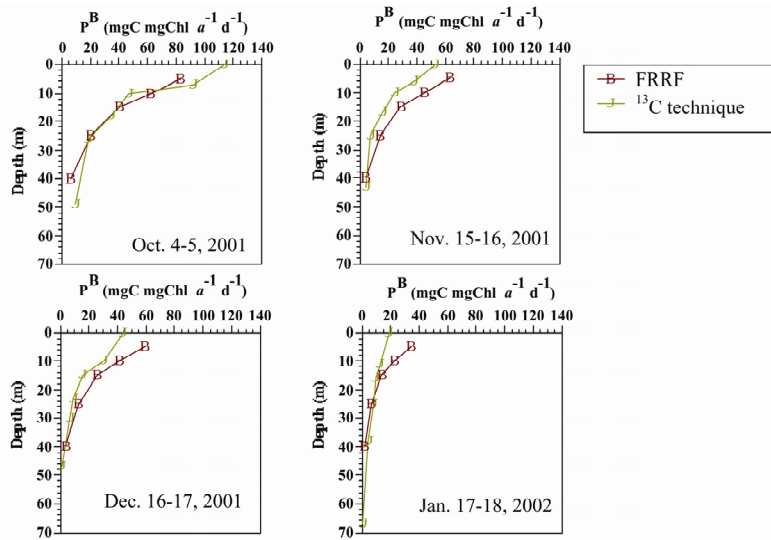 P^B (mgC mgChl a^-1 d^-1)
0 20 40 60 80 100 120 140
Depth (m)
0
10
20
30
40
50
60
70
Oct. 4-5, 2001
P^B (mgC mgChl a^-1 d^-1)
0 20 40 60 80 100 120 140
Depth (m)
0
10
20
30
40
50
60
70
Nov. 15-16, 2001
B FRRF
J ^13C technique
P^B (mgC mgChl a^-1 d^-1)
0 20 40 60 80 100 120 140
Depth (m)
0
10
20
30
40
50
60
70
Dec. 16-17, 2001
P^B (mgC mgChl a^-1 d^-1)
0 20 40 60 80 100 120 140
Depth (m)
0
10
20
30
40
50
60
70
Jan. 17-18, 2002